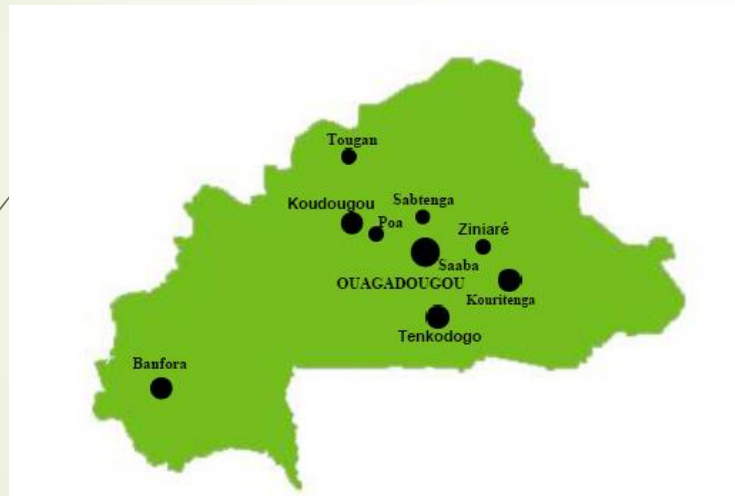 Tougan
Koudougou
Sabtenga
Poa
Ziniaré
Saaba
OUAGADOUGOU
Kouritenga
Tenkodogo
Banfora